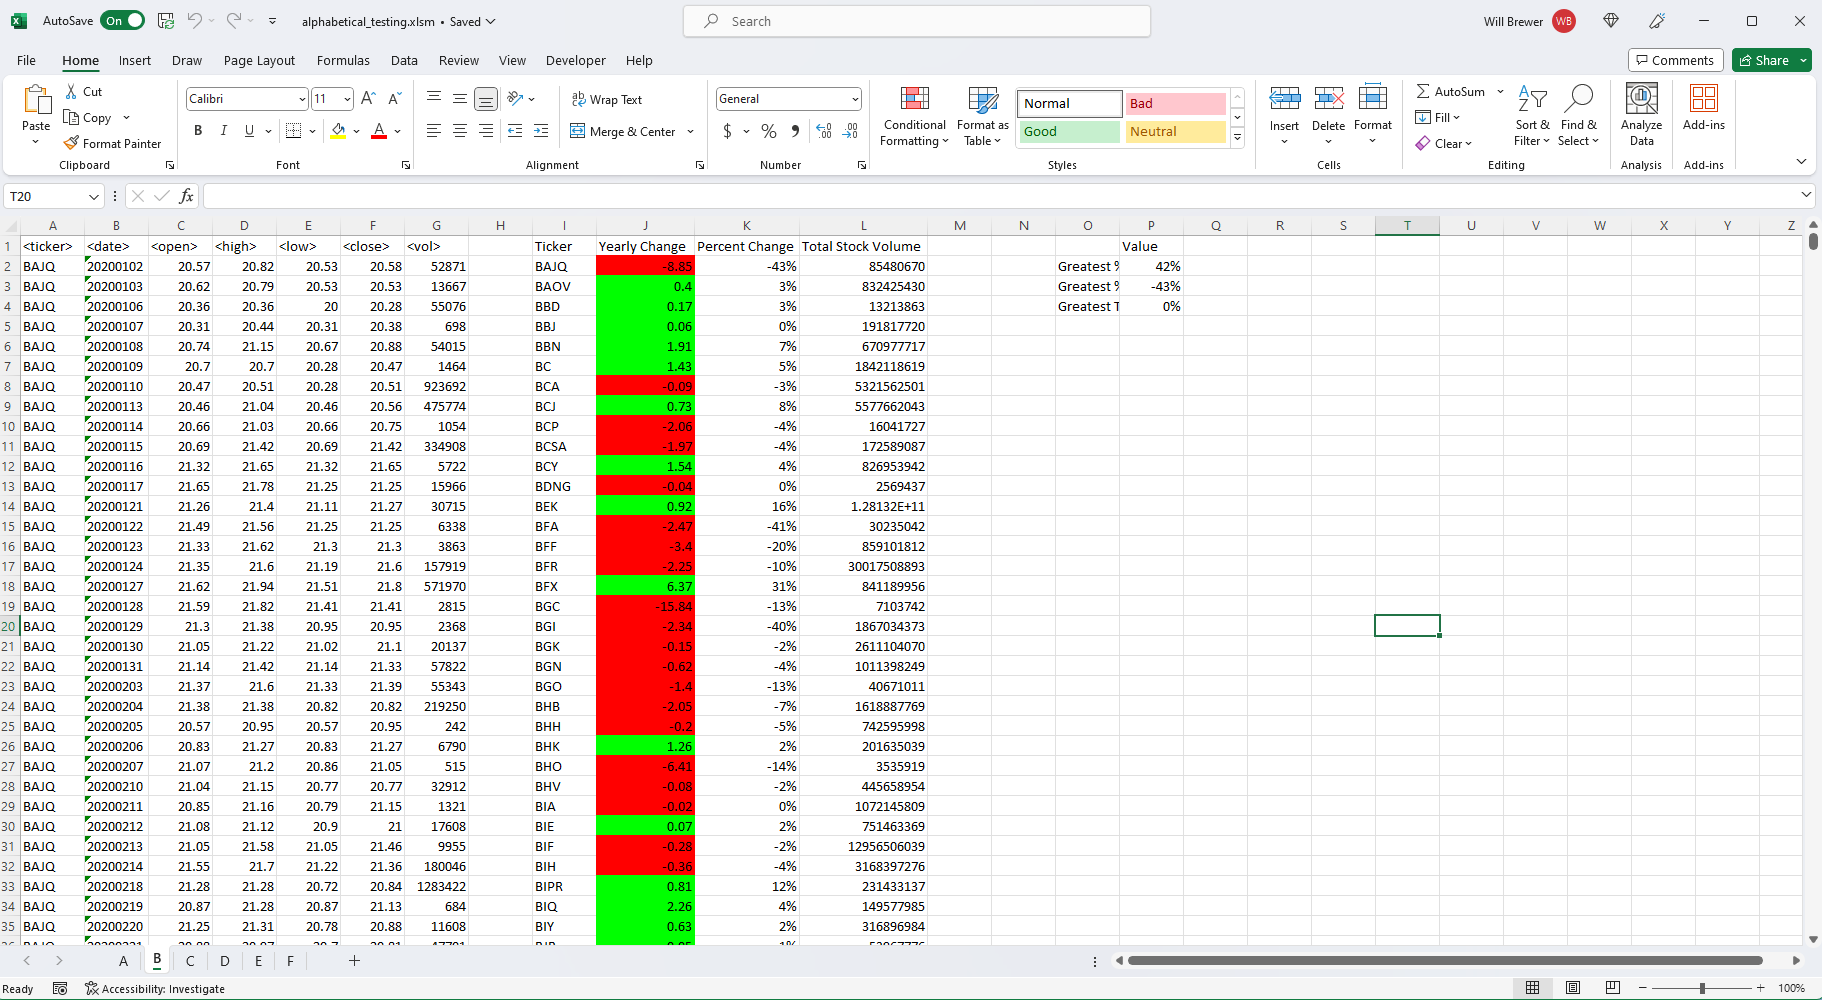 AutoSave On alphabetical_testing.xlsm • Saved Search Will Brewer WB
File Home Insert Draw Page Layout Formulas Data Review View Developer Help Comments Share
Paste Cut Copy Format Painter Clipboard
Calibri 11 B I U A Font
Wrap Text Merge & Center Alignment
General $ % Number
Conditional Formatting Format as Table Normal Bad Good Neutral Styles
Insert Delete Format Cells
AutoSum Fill Clear Sort & Filter Find & Select Editing
Analyze Data Analysis
Add-ins Add-ins
T20 fx
A B C D E F G H I J K L M N O P Q R S T U V W X Y Z
1 <ticker> <date> <open> <high> <low> <close> <vol> Ticker Yearly Change Percent Change Total Stock Volume Value
2 BAJQ 20200102 20.57 20.82 20.53 20.58 52871 BAJQ -8.85 -43% 85480670 Greatest % 42%
3 BAJQ 20200103 20.62 20.79 20.53 20.53 13667 BAOV 0.4 3% 832425430 Greatest % -43%
4 BAJQ 20200106 20.36 20.36 20 20.28 55076 BBD 0.17 3% 13213863 Greatest T 0%
5 BAJQ 20200107 20.31 20.44 20.31 20.38 698 BBJ 0.06 0% 191817720
6 BAJQ 20200108 20.74 21.15 20.67 20.88 54015 BBN 1.91 7% 670977717
7 BAJQ 20200109 20.7 20.7 20.28 20.47 1464 BC 1.43 5% 1842118619
8 BAJQ 20200110 20.47 20.51 20.28 20.51 923692 BCA -0.09 -3% 5321562501
9 BAJQ 20200113 20.46 21.04 20.46 20.56 475774 BCJ 0.73 8% 5577662043
10 BAJQ 20200114 20.66 21.03 20.66 20.75 1054 BCP -2.06 -4% 16041727
11 BAJQ 20200115 20.69 21.42 20.69 21.42 334908 BCSA -1.97 -4% 172589087
12 BAJQ 20200116 21.32 21.65 21.32 21.65 5722 BCY 1.54 4% 826953942
13 BAJQ 20200117 21.65 21.78 21.25 21.25 15966 BDNG -0.04 0% 2569437
14 BAJQ 20200121 21.26 21.4 21.11 21.27 30715 BEK 0.92 16% 1.28132E+11
15 BAJQ 20200122 21.49 21.56 21.25 21.25 6338 BFA -2.47 -41% 30235042
16 BAJQ 20200123 21.33 21.62 21.3 21.3 3863 BFF -3.4 -20% 859101812
17 BAJQ 20200124 21.35 21.6 21.19 21.6 157919 BFR -2.25 -10% 30017508893
18 BAJQ 20200127 21.62 21.94 21.51 21.8 571970 BFX 6.37 31% 841189956
19 BAJQ 20200128 21.59 21.82 21.41 21.41 2815 BGC -15.84 -13% 7103742
20 BAJQ 20200129 21.3 21.38 20.95 20.95 2368 BGI -2.34 -40% 1867034373
21 BAJQ 20200130 21.05 21.22 21.02 21.1 20137 BGK -0.15 -2% 2611104070
22 BAJQ 20200131 21.14 21.42 21.14 21.33 57822 BGN -0.62 -4% 1011398249
23 BAJQ 20200203 21.37 21.6 21.33 21.39 55343 BGO -1.4 -13% 40671011
24 BAJQ 20200204 21.38 21.38 20.82 20.82 219250 BHB -2.05 -7% 1618887769
25 BAJQ 20200205 20.57 20.95 20.57 20.95 242 BHH -0.2 -5% 742595998
26 BAJQ 20200206 20.83 21.27 20.83 21.27 6790 BHK 1.26 2% 201635039
27 BAJQ 20200207 21.07 21.2 20.86 21.05 515 BHO -6.41 -14% 3535919
28 BAJQ 20200210 21.04 21.15 20.77 20.77 32912 BHV -0.08 -2% 445658954
29 BAJQ 20200211 20.85 21.16 20.79 21.15 1321 BIA -0.02 0% 1072145809
30 BAJQ 20200212 21.08 21.12 20.9 21 17608 BIE 0.07 2% 751463369
31 BAJQ 20200213 21.05 21.58 21.05 21.46 9955 BIF -0.28 -2% 12956506039
32 BAJQ 20200214 21.55 21.7 21.22 21.36 180046 BIH -0.36 -4% 3168397276
33 BAJQ 20200218 21.28 21.28 20.72 20.84 1283422 BIPR 0.81 12% 231433137
34 BAJQ 20200219 20.87 21.28 20.87 21.13 684 BIQ 2.26 4% 149577985
35 BAJQ 20200220 21.25 21.31 20.78 20.88 11608 BIY 0.63 2% 316896984
A B C D E F
Ready Accessibility: Investigate 100%